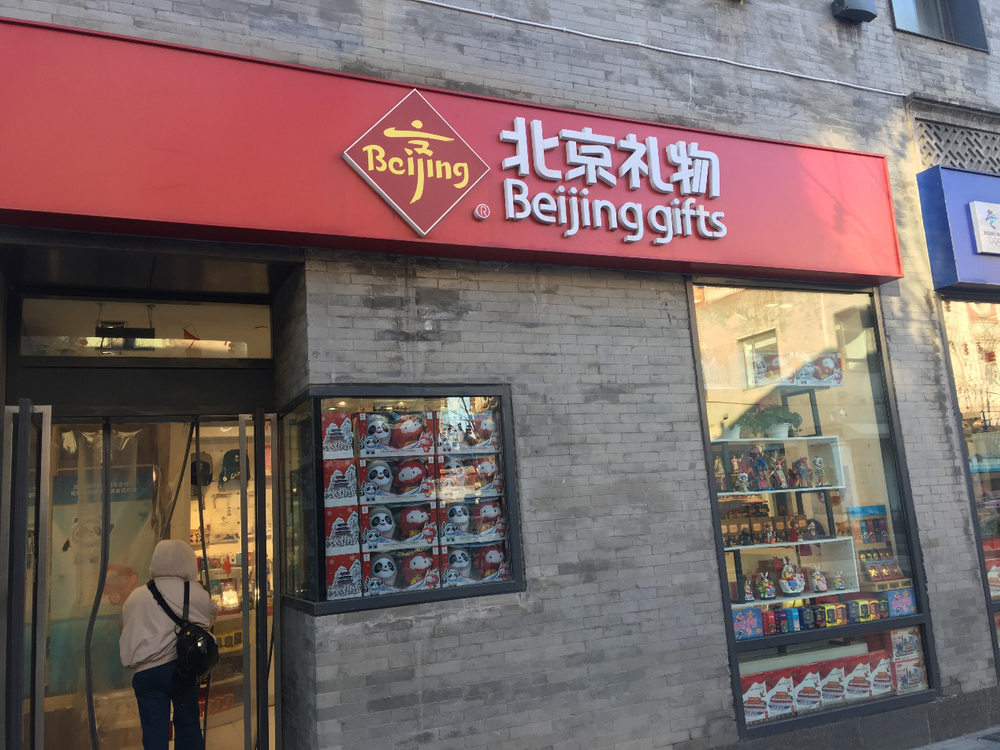 Beijing
北京礼物
®
Beijing gifts